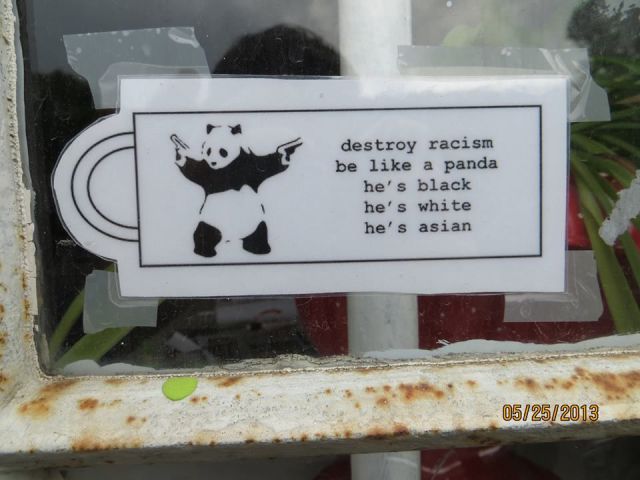 destroy racism
be like a panda
he's black
he's white
he's asian
05/25/2013